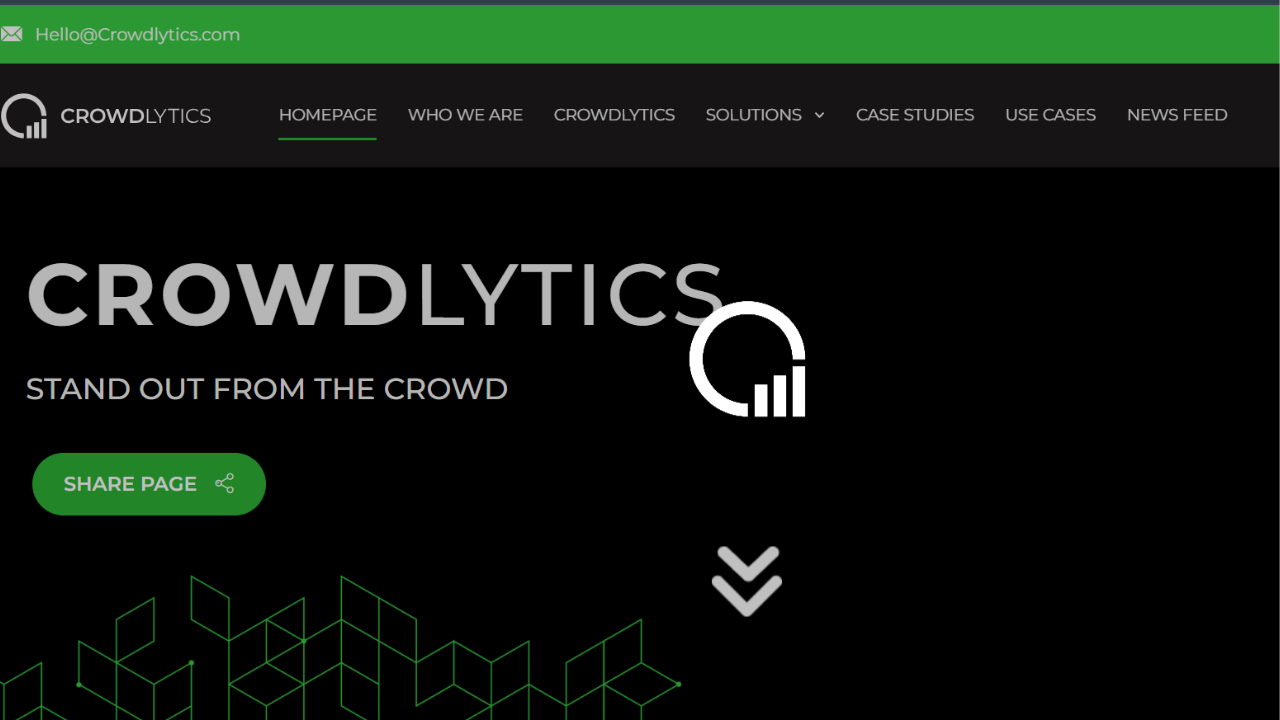 Hello@Crowdlytics.com
CROWDLYTICS HOMEPAGE WHO WE ARE CROWDLYTICS SOLUTIONS CASE STUDIES USE CASES NEWS FEED
CROWDLYTICS
STAND OUT FROM THE CROWD
SHARE PAGE